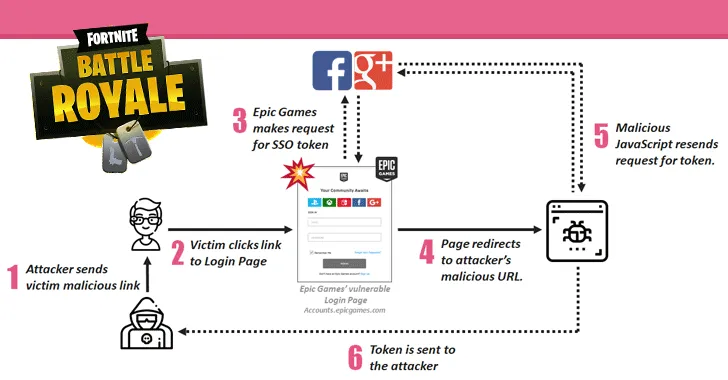 FORTNITE
BATTLE
ROYALE
f g+
3 Epic Games
makes request
for SSO token
5 Malicious
JavaScript resends
request for token.
EPIC
GAMES
Your Community Awaits
2 Victim clicks link
to Login Page
4 Page redirects
to attacker's
malicious URL.
1 Attacker sends
victim malicious link
Epic Games' vulnerable
Login Page
Accounts.epicgames.com
6 Token is sent to
the attacker